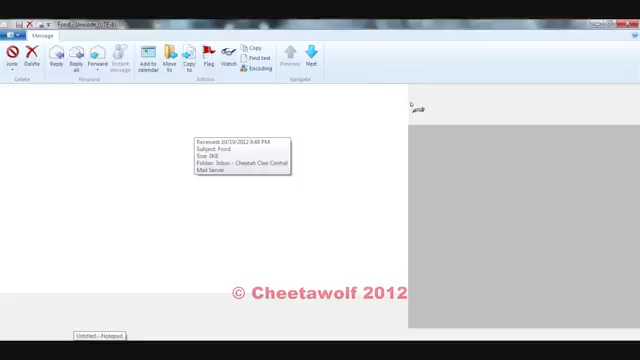 Food - Unicode (UTF-8)
Message
Junk
Delete
Reply
Reply all
Forward
Instant message
Add to calendar
Move to
Copy to
Flag
Watch
Copy
Find text
Encoding
Previous
Next
Delete
Respond
Actions
Received: 10/19/2012 9:48 PM
Subject: Food
Size: 3KB
Folder: Inbox - Cheetah Clan Central
Mail Server
© Cheetawolf 2012
Untitled - Notepad